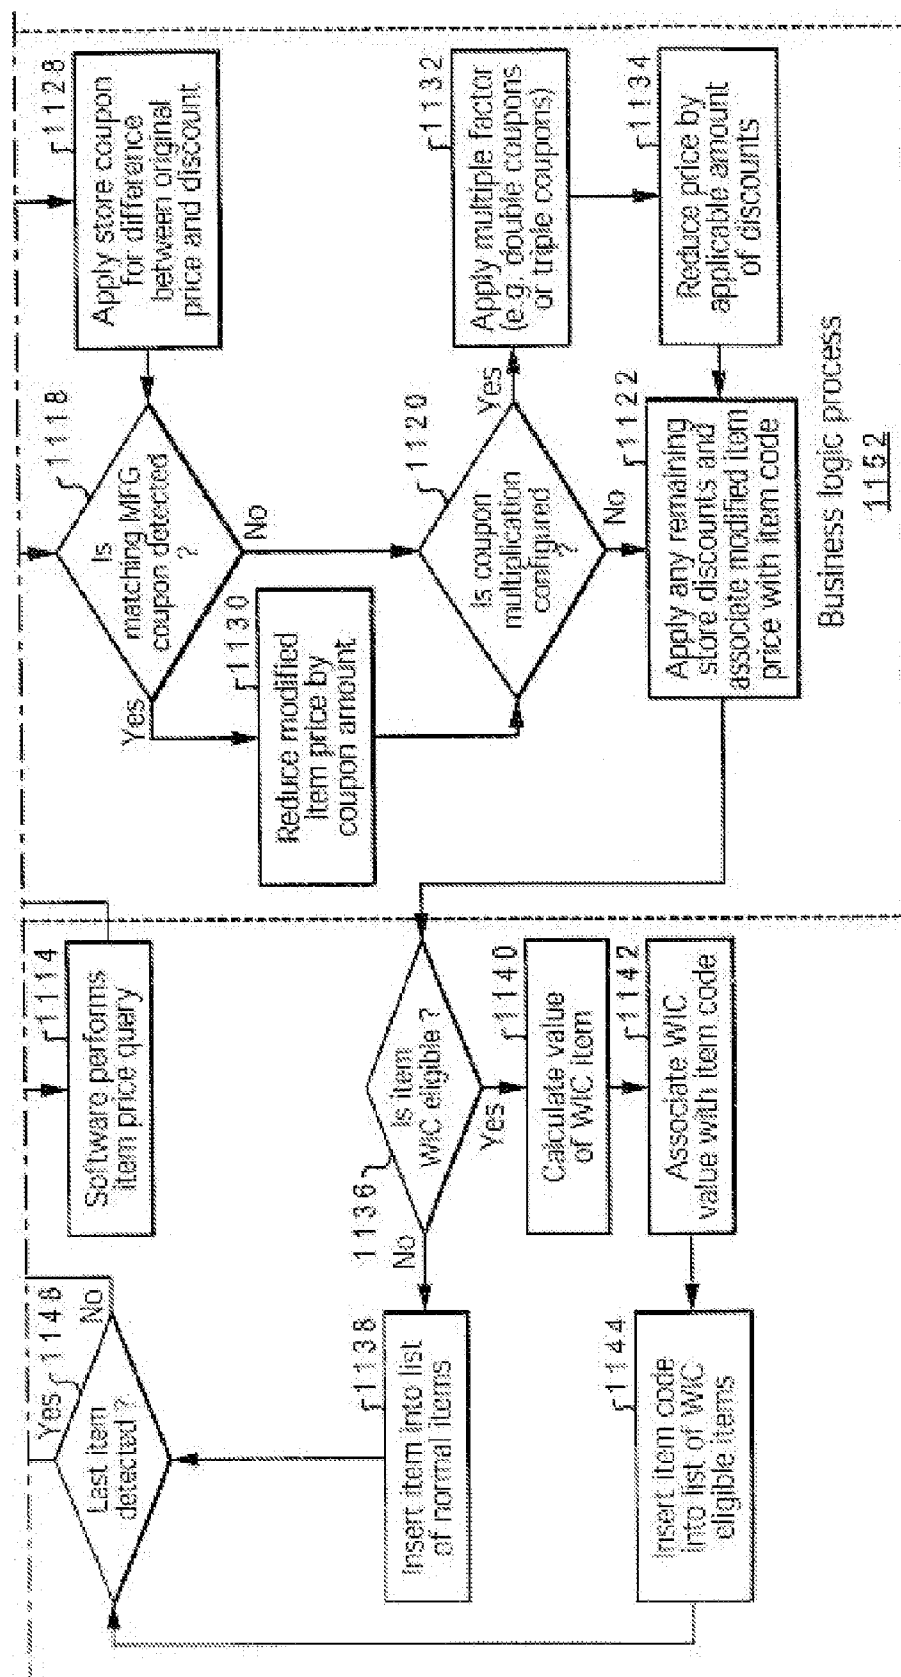 1148
Yes
No
Last item
detected ?
1114
Software performs
item price query
1118
Is
matching MFG
coupon detected
?
Yes
No
1128
Apply store coupon
for difference
between original
price and discount
1130
Reduce modified
item price by
coupon amount
1136
Is item
WIC eligible ?
No
Yes
1138
Insert item into list
of normal items
1120
Is coupon
multiplication
configured
?
Yes
No
1132
Apply multiple factor
(e.g. double coupons
or triple coupons)
1140
Calculate value
of WIC item
1144
Insert item code
into list of WIC
eligible items
1142
Associate WIC
value with item code
1122
Apply any remaining
store discounts and
associate modified item
price with item code
1134
Reduce price by
applicable amount
of discounts
Business logic process
1152